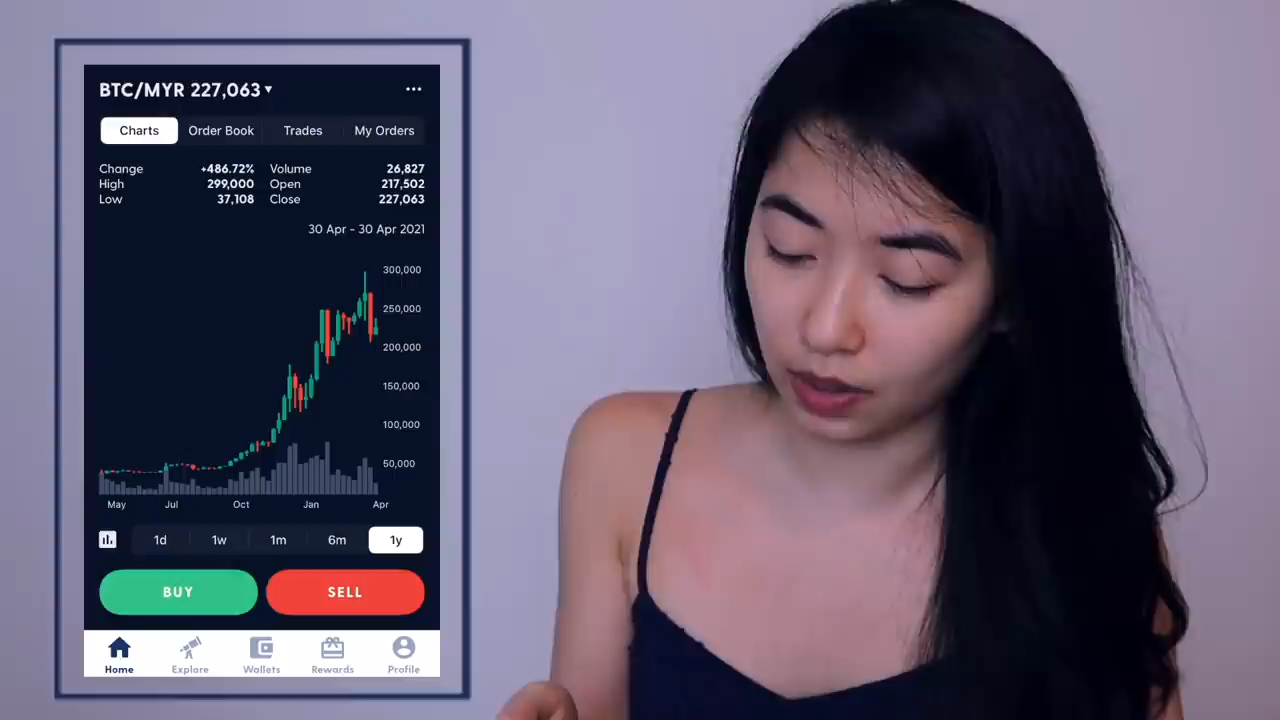 BTC/MYR 227,063
Charts Order Book Trades My Orders
Change +486.72% Volume 26,827
High 299,000 Open 217,502
Low 37,108 Close 227,063
30 Apr - 30 Apr 2021
300,000
250,000
200,000
150,000
100,000
50,000
May Jul Oct Jan Apr
1d 1w 1m 6m 1y
BUY SELL
Home Explore Wallets Rewards Profile